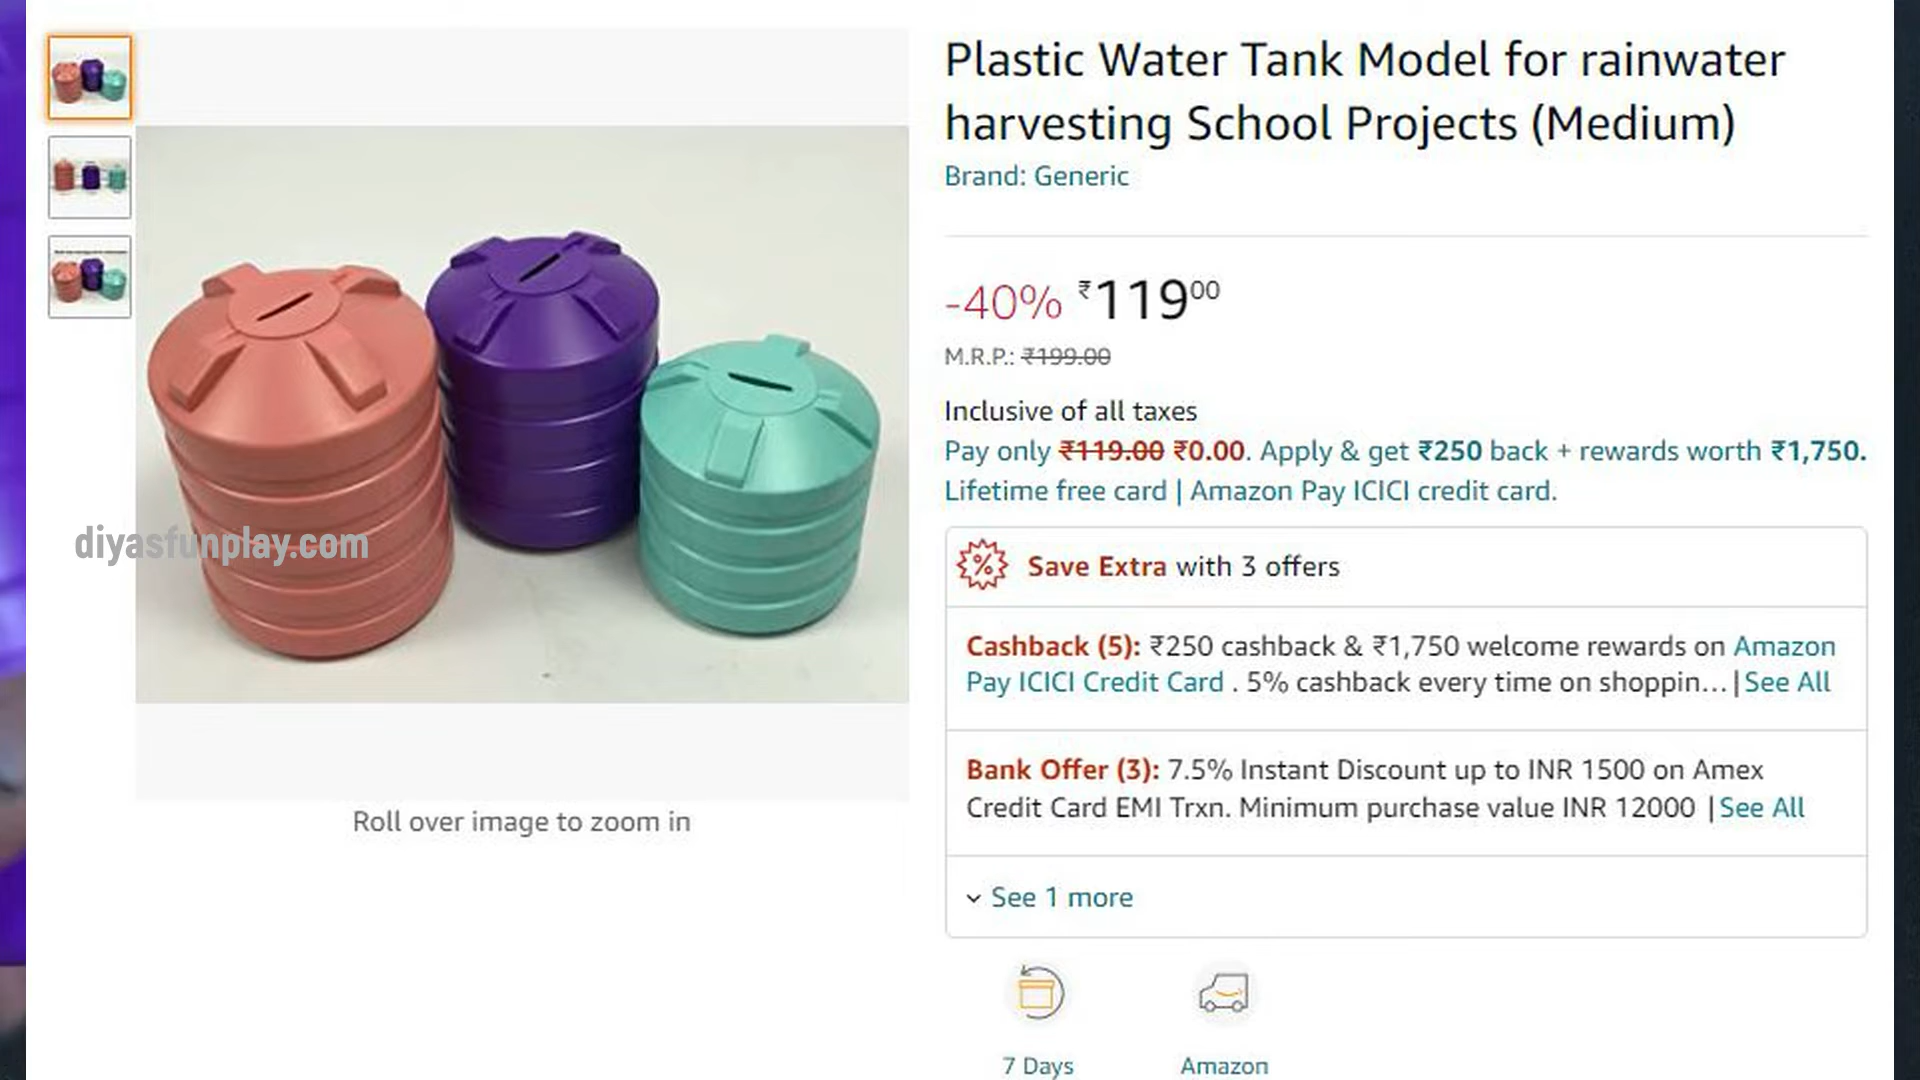 Plastic Water Tank Model for rainwater
harvesting School Projects (Medium)
Brand: Generic
-40% ₹119 00
M.R.P.: ₹199.00
Inclusive of all taxes
Pay only ₹119.00 ₹0.00. Apply & get ₹250 back + rewards worth ₹1,750.
Lifetime free card | Amazon Pay ICICI credit card.
diyasfunplay.com
Save Extra with 3 offers
Cashback (5): ₹250 cashback & ₹1,750 welcome rewards on Amazon
Pay ICICI Credit Card . 5% cashback every time on shoppin... | See All
Bank Offer (3): 7.5% Instant Discount up to INR 1500 on Amex
Credit Card EMI Trxn. Minimum purchase value INR 12000 | See All
Roll over image to zoom in
See 1 more
7 Days
Amazon